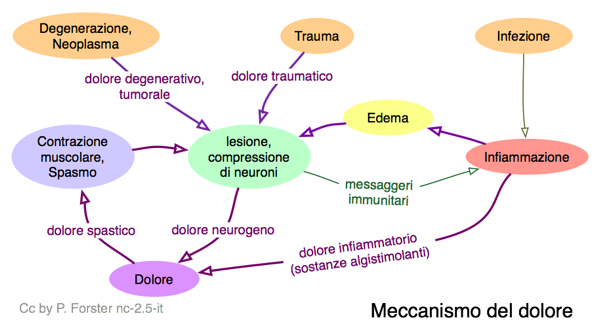 Degenerazione,
Neoplasma
Trauma
Infezione
dolore degenerativo,
tumorale
dolore traumatico
Edema
Contrazione
muscolare,
Spasmo
lesione,
compressione
di neuroni
Infiammazione
messaggeri
immunitari
dolore spastico
dolore neurogeno
dolore infiammatorio
(sostanze algistimolanti)
Dolore
Cc by P. Forster nc-2.5-it
Meccanismo del dolore